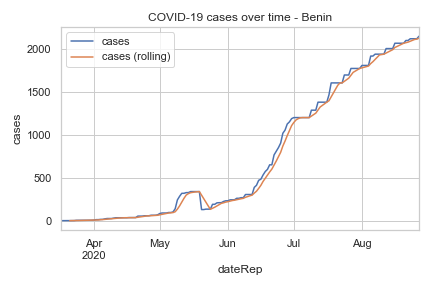 COVID-19 cases over time - Benin
cases
cases (rolling)
cases
2000
1500
1000
500
0
Apr
2020
May
Jun
Jul
Aug
dateRep